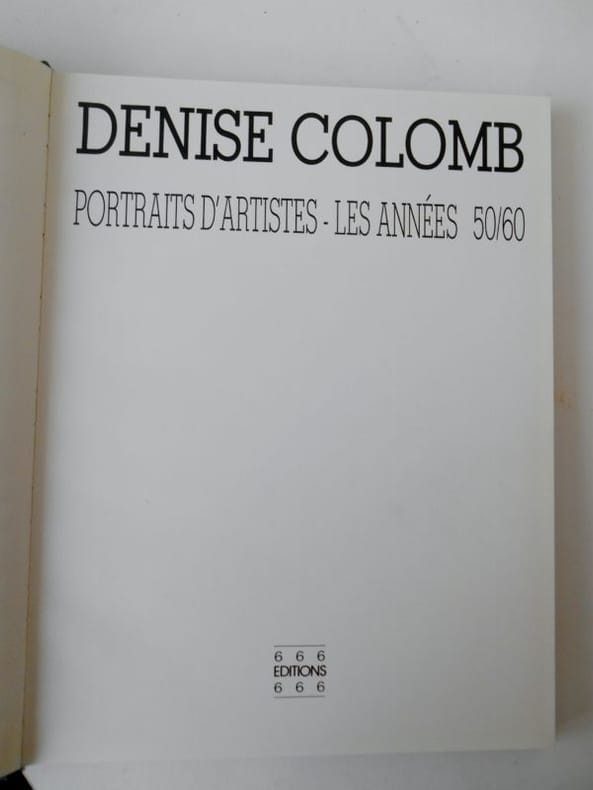 DENISE COLOMB
PORTRAITS D'ARTISTES - LES ANNÉES 50/60
6 6 6
EDITIONS
6 6 6